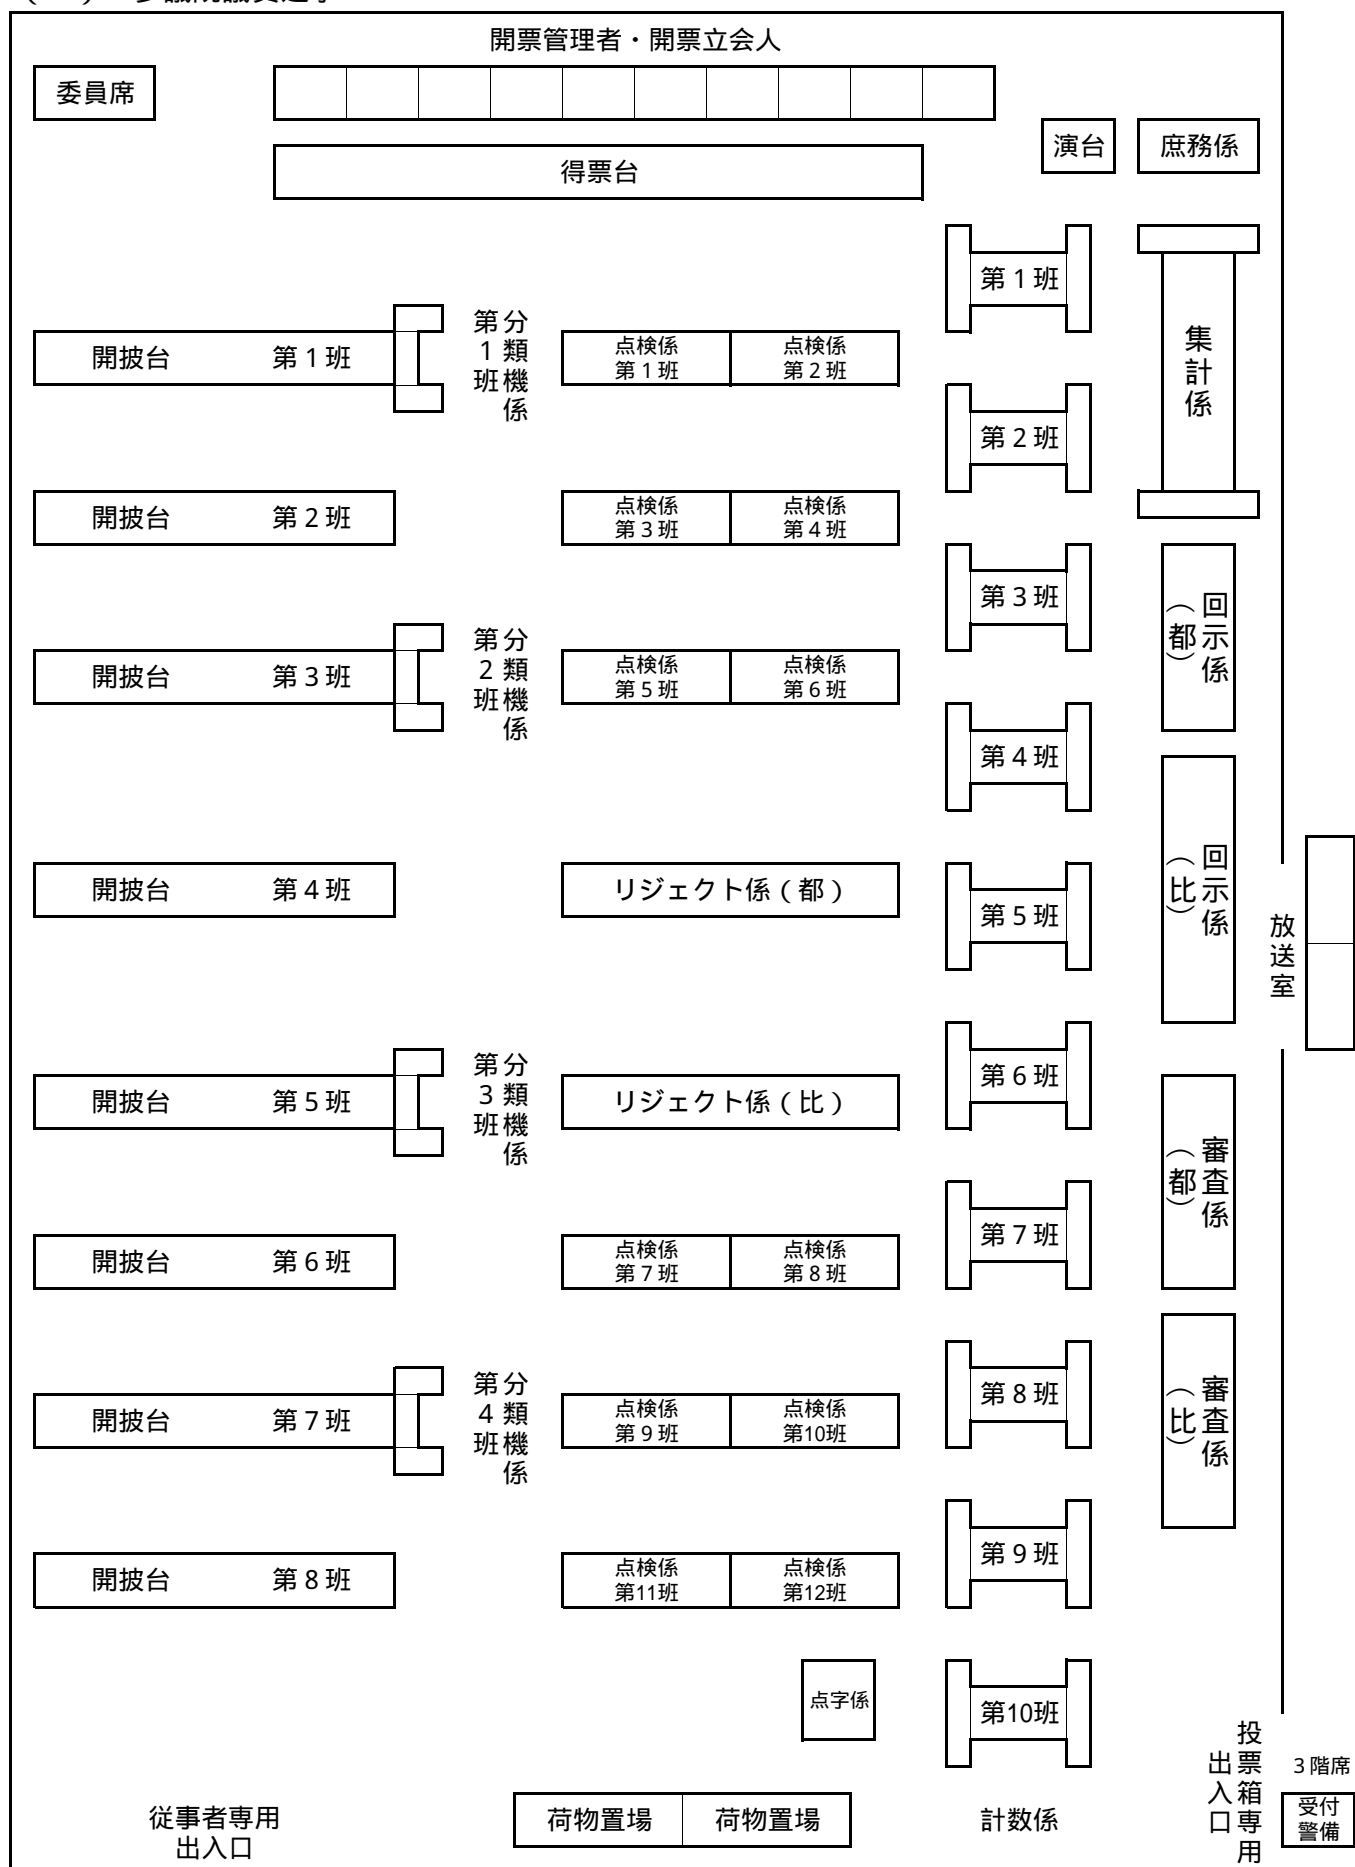 開票管理者・開票立会人
委員席
演台
庶務係
得票台
第1班
開披台 第1班
分類機係
第1班
点検係
第1班
点検係
第2班
集計係
第2班
開披台 第2班
点検係
第3班
点検係
第4班
第3班
回示係
（都）
開披台 第3班
分類機係
第2班
点検係
第5班
点検係
第6班
第4班
回示係
（比）
開披台 第4班
リジェクト係（都）
第5班
放送室
開披台 第5班
分類機係
第3班
リジェクト係（比）
第6班
審査係
（都）
開披台 第6班
点検係
第7班
点検係
第8班
第7班
開披台 第7班
分類機係
第4班
点検係
第9班
点検係
第10班
第8班
審査係
（比）
開披台 第8班
点検係
第11班
点検係
第12班
第9班
点字係
第10班
投票箱専用
出入口
3階席
従事者専用
出入口
荷物置場
荷物置場
計数係
受付
警備